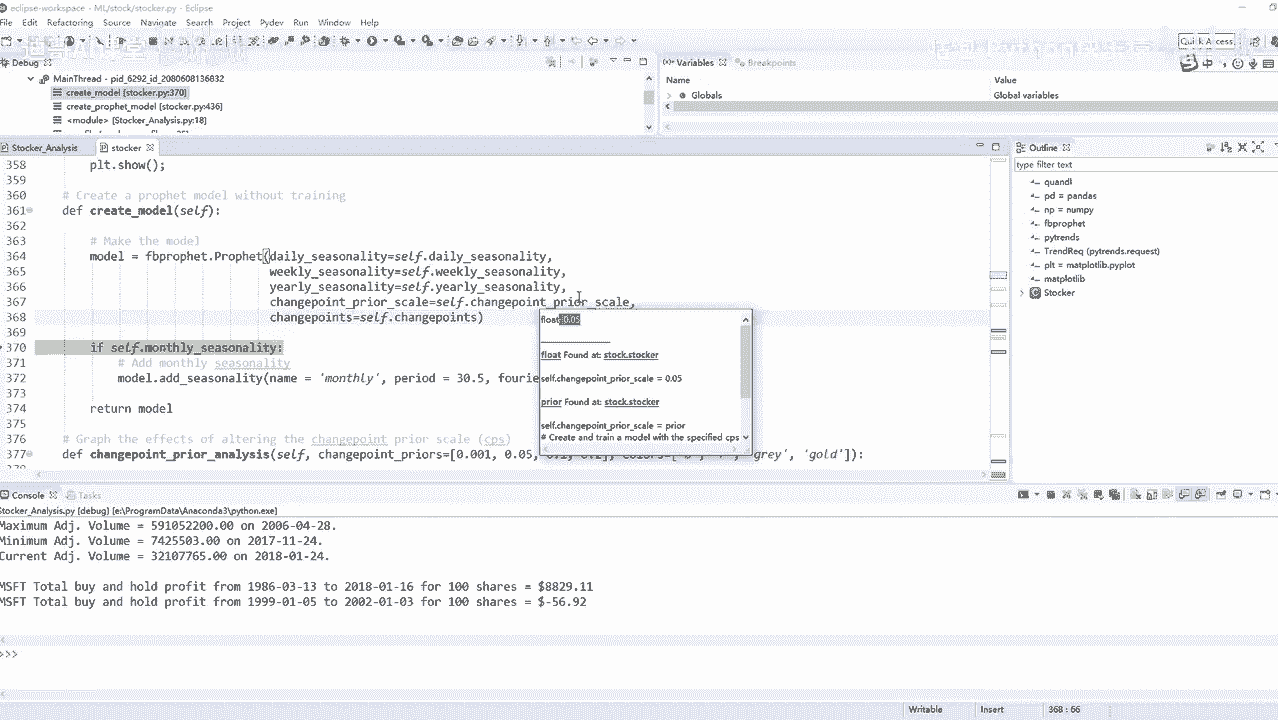 eclipse-workspace - ML/stock/stocker.py - Eclipse
File Edit Refactoring Source Navigate Search Project Pydev Run Window Help
Debug
MainThread - pid_6292_id_2080608136832
create_model [stocker.py:370]
create_prophet_model [stocker.py:436]
<module> [Stocker_Analysis.py:18]
Variables Breakpoints
Name Value
Globals Global variables
Stocker_Analysis stocker
358 plt.show();
359
360 # Create a prophet model without training
361 def create_model(self):
362
363 # Make the model
364 model = fbprophet.Prophet(daily_seasonality=self.daily_seasonality,
365 weekly_seasonality=self.weekly_seasonality,
366 yearly_seasonality=self.yearly_seasonality,
367 changepoint_prior_scale=self.changepoint_prior_scale,
368 changepoints=self.changepoints)
369
370 if self.monthly_seasonality:
371 # Add monthly seasonality
372 model.add_seasonality(name = 'monthly', period = 30.5, fourie
373
374 return model
375
376 # Graph the effects of altering the changepoint prior scale (cps)
377 def changepoint_prior_analysis(self, changepoint_priors=[0.001, 0.05, 'grey', 'gold']):
float:0.05
float Found at: stock.stocker
self.changepoint_prior_scale = 0.05
prior Found at: stock.stocker
self.changepoint_prior_scale = prior
# Create and train a model with the specified cps
Outline
type filter text
quandl
pd = pandas
np = numpy
fbprophet
pytrends
TrendReq (pytrends.request)
plt = matplotlib.pyplot
matplotlib
Stocker
Console Tasks
Stocker_Analysis.py [debug] [e:\ProgramData\Anaconda3\python.exe]
Maximum Adj. Volume = 591052200.00 on 2006-04-28.
Minimum Adj. Volume = 7425503.00 on 2017-11-24.
Current Adj. Volume = 32107765.00 on 2018-01-24.
MSFT Total buy and hold profit from 1986-03-13 to 2018-01-16 for 100 shares = $8829.11
MSFT Total buy and hold profit from 1999-01-05 to 2002-01-03 for 100 shares = $-56.92
>>>
Writable Insert 368 : 66